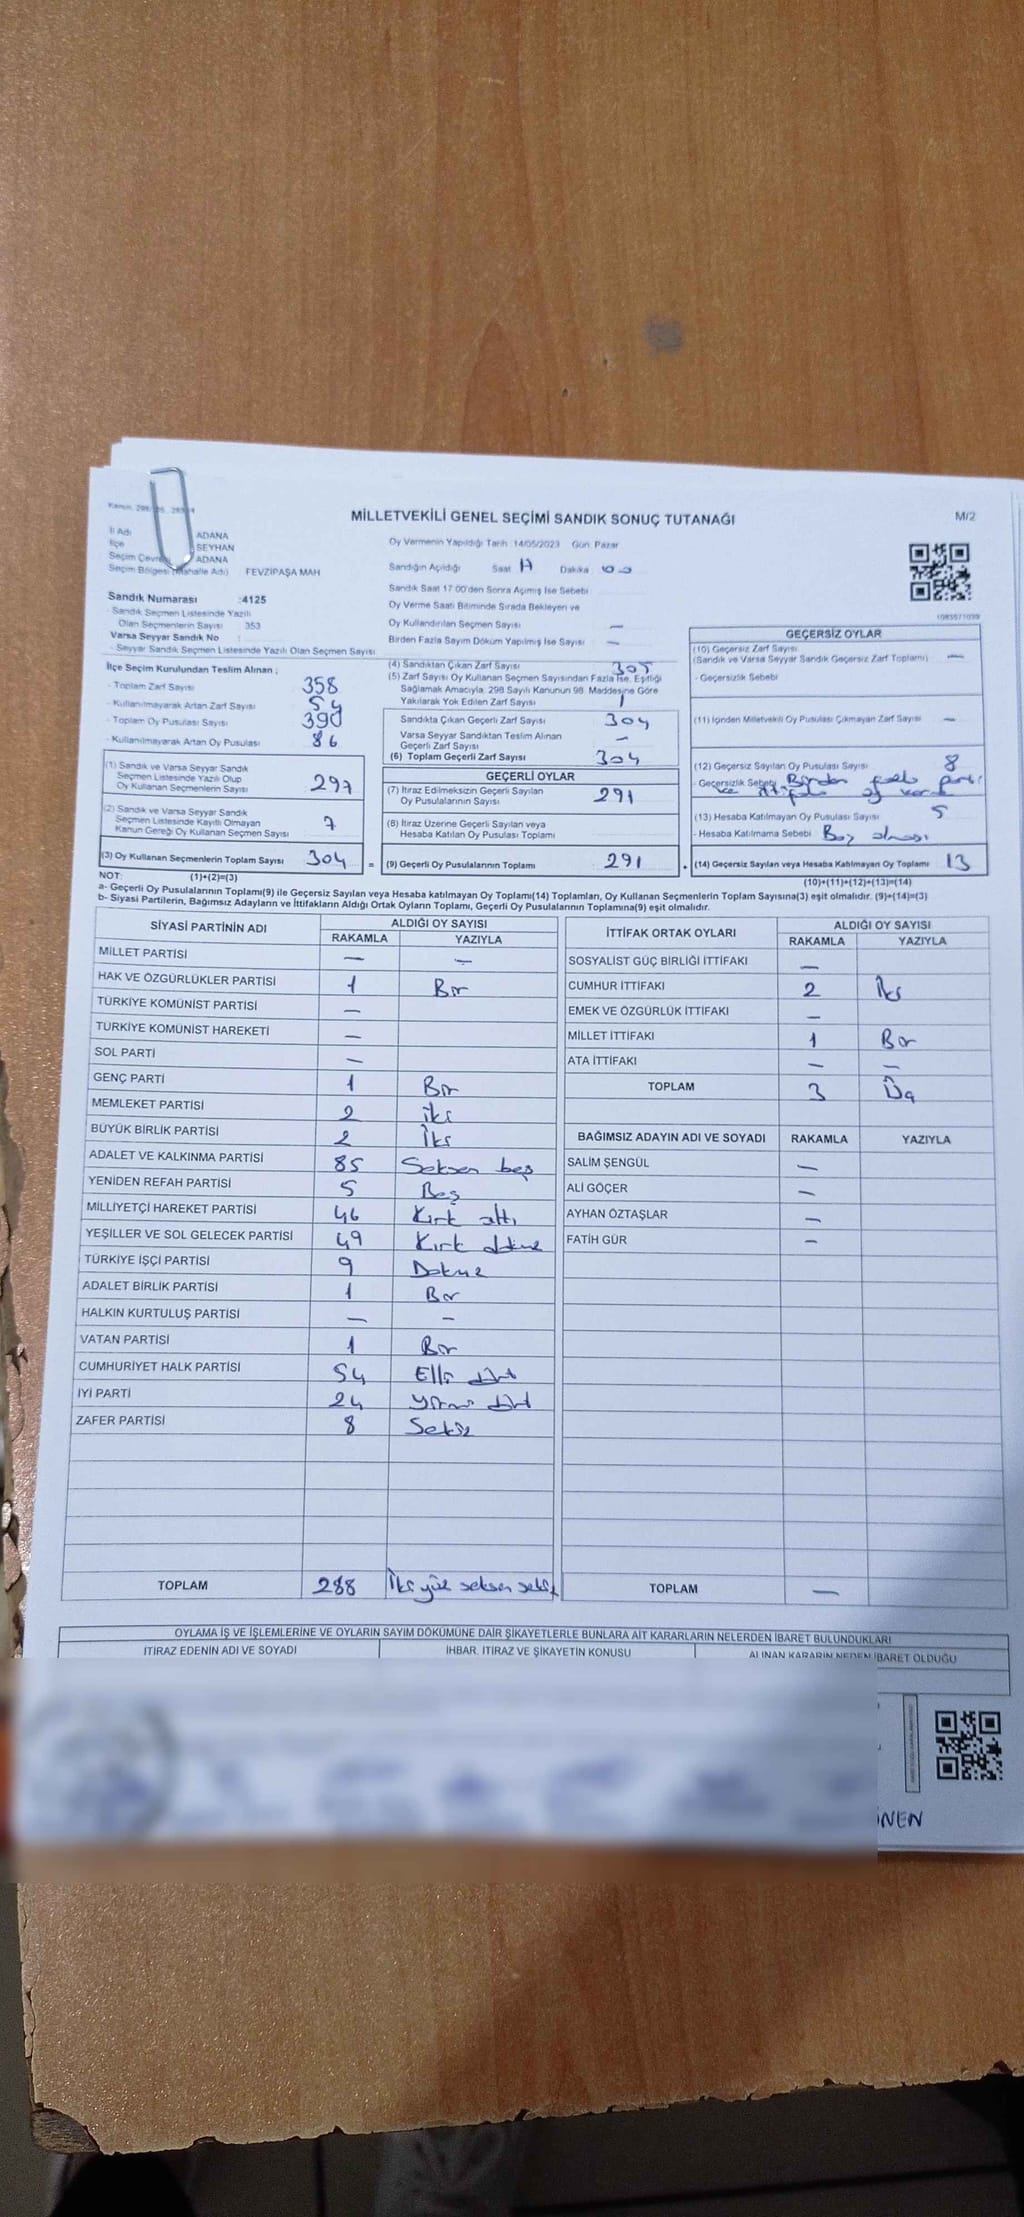 MİLLETVEKİLİ GENEL SEÇİMİ SANDIK SONUÇ TUTANAĞI M/2
İl Adı ADANA
İlçe SEYHAN
Seçim Çevresi ADANA
Seçim Bölgesi (Mahalle Adı) FEVZİPAŞA MAH
Oy Vermenin Yapıldığı Tarih 14/05/2023 Gün: Pazar
Sandığın Açıldığı Saat Dakika 00
Sandık Saat 17:00'den Sonra Açılmış İse Sebebi
Oy Verme Saati Bitiminde Sırada Bekleyen ve
Oy Kullandırılan Seçmen Sayısı —
Birden Fazla Sayım Döküm Yapılmış İse Sayısı —
Sandık Numarası :4125
- Sandık Seçmen Listesinde Yazılı
Olan Seçmenlerin Sayısı 353
Varsa Seyyar Sandık No :
- Seyyar Sandık Seçmen Listesinde Yazılı Olan Seçmen Sayısı
İlçe Seçim Kurulundan Teslim Alınan ;
- Toplam Zarf Sayısı 358
- Kullanılmayarak Artan Zarf Sayısı 54
- Toplam Oy Pusulası Sayısı 390
- Kullanılmayarak Artan Oy Pusulası 86
(1) Sandık ve Varsa Seyyar Sandık
Seçmen Listesinde Yazılı Olup
Oy Kullanan Seçmenlerin Sayısı 297
(2) Sandık ve Varsa Seyyar Sandık
Seçmen Listesinde Kayıtlı Olmayan
Kanun Gereği Oy Kullanan Seçmen Sayısı 7
(3) Oy Kullanan Seçmenlerin Toplam Sayısı 304 =
(4) Sandıktan Çıkan Zarf Sayısı 305
(5) Zarf Sayısı Oy Kullanan Seçmen Sayısından Fazla İse, Eşitliği
Sağlamak Amacıyla, 298 Sayılı Kanunun 98. Maddesine Göre
Yakılarak Yok Edilen Zarf Sayısı 1
Sandıkta Çıkan Geçerli Zarf Sayısı 304
Varsa Seyyar Sandıktan Teslim Alınan
Geçerli Zarf Sayısı —
(6) Toplam Geçerli Zarf Sayısı 304
GEÇERLİ OYLAR
(7) İtiraz Edilmeksizin Geçerli Sayılan
Oy Pusulalarının Sayısı 291
(8) İtiraz Üzerine Geçerli Sayılan veya
Hesaba Katılan Oy Pusulası Toplamı
(9) Geçerli Oy Pusulalarının Toplamı 291
GEÇERSİZ OYLAR
(10) Geçersiz Zarf Sayısı
(Sandık ve Varsa Seyyar Sandık Geçersiz Zarf Toplamı) —
- Geçersizlik Sebebi
(11) İçinden Milletvekili Oy Pusulası Çıkmayan Zarf Sayısı —
(12) Geçersiz Sayılan Oy Pusulası Sayısı 8
- Geçersizlik Sebebi Birden fazla parti
ve ittifaka oy verme
(13) Hesaba Katılmayan Oy Pusulası Sayısı 5
- Hesaba Katılmama Sebebi Boş olması
(14) Geçersiz Sayılan veya Hesaba Katılmayan Oy Toplamı 13
NOT: (1)+(2)=(3) (10)+(11)+(12)+(13)=(14)
a- Geçerli Oy Pusulalarının Toplamı(9) ile Geçersiz Sayılan veya Hesaba katılmayan Oy Toplamı(14) Toplamları, Oy Kullanan Seçmenlerin Toplam Sayısına(3) eşit olmalıdır. (9)+(14)=(3)
b- Siyasi Partilerin, Bağımsız Adayların ve İttifakların Aldığı Ortak Oyların Toplamı, Geçerli Oy Pusulalarının Toplamına(9) eşit olmalıdır.
SİYASİ PARTİNİN ADI ALDIĞI OY SAYISI
RAKAMLA YAZIYLA
MİLLET PARTİSİ — —
HAK VE ÖZGÜRLÜKLER PARTİSİ 1 Bir
TÜRKİYE KOMÜNİST PARTİSİ —
TÜRKİYE KOMÜNİST HAREKETİ —
SOL PARTİ —
GENÇ PARTİ 1 Bir
MEMLEKET PARTİSİ 2 İki
BÜYÜK BİRLİK PARTİSİ 2 İki
ADALET VE KALKINMA PARTİSİ 85 Seksen beş
YENİDEN REFAH PARTİSİ 5 Beş
MİLLİYETÇİ HAREKET PARTİSİ 46 Kırk altı
YEŞİLLER VE SOL GELECEK PARTİSİ 49 Kırk dokuz
TÜRKİYE İŞÇİ PARTİSİ 9 Dokuz
ADALET BİRLİK PARTİSİ 1 Bir
HALKIN KURTULUŞ PARTİSİ — —
VATAN PARTİSİ 1 Bir
CUMHURİYET HALK PARTİSİ 54 Elli dört
İYİ PARTİ 24 Yirmi dört
ZAFER PARTİSİ 8 Sekiz
TOPLAM 288 İki yüz seksen sekiz
İTTİFAK ORTAK OYLARI ALDIĞI OY SAYISI
RAKAMLA YAZIYLA
SOSYALİST GÜÇ BİRLİĞİ İTTİFAKI —
CUMHUR İTTİFAKI 2 İki
EMEK VE ÖZGÜRLÜK İTTİFAKI —
MİLLET İTTİFAKI 1 Bir
ATA İTTİFAKI — —
TOPLAM 3 Üç
BAĞIMSIZ ADAYIN ADI VE SOYADI RAKAMLA YAZIYLA
SALİM ŞENGÜL —
ALİ GÖÇER —
AYHAN ÖZTAŞLAR —
FATİH GÜR —
TOPLAM —
OYLAMA İŞ VE İŞLEMLERİNE VE OYLARIN SAYIM DÖKÜMÜNE DAİR ŞİKAYETLERLE BUNLARA AİT KARARLARIN NELERDEN İBARET BULUNDUKLARI
İTİRAZ EDENİN ADI VE SOYADI İHBAR, İTİRAZ VE ŞİKAYETİN KONUSU ALINAN KARARIN NEDEN İBARET OLDUĞU